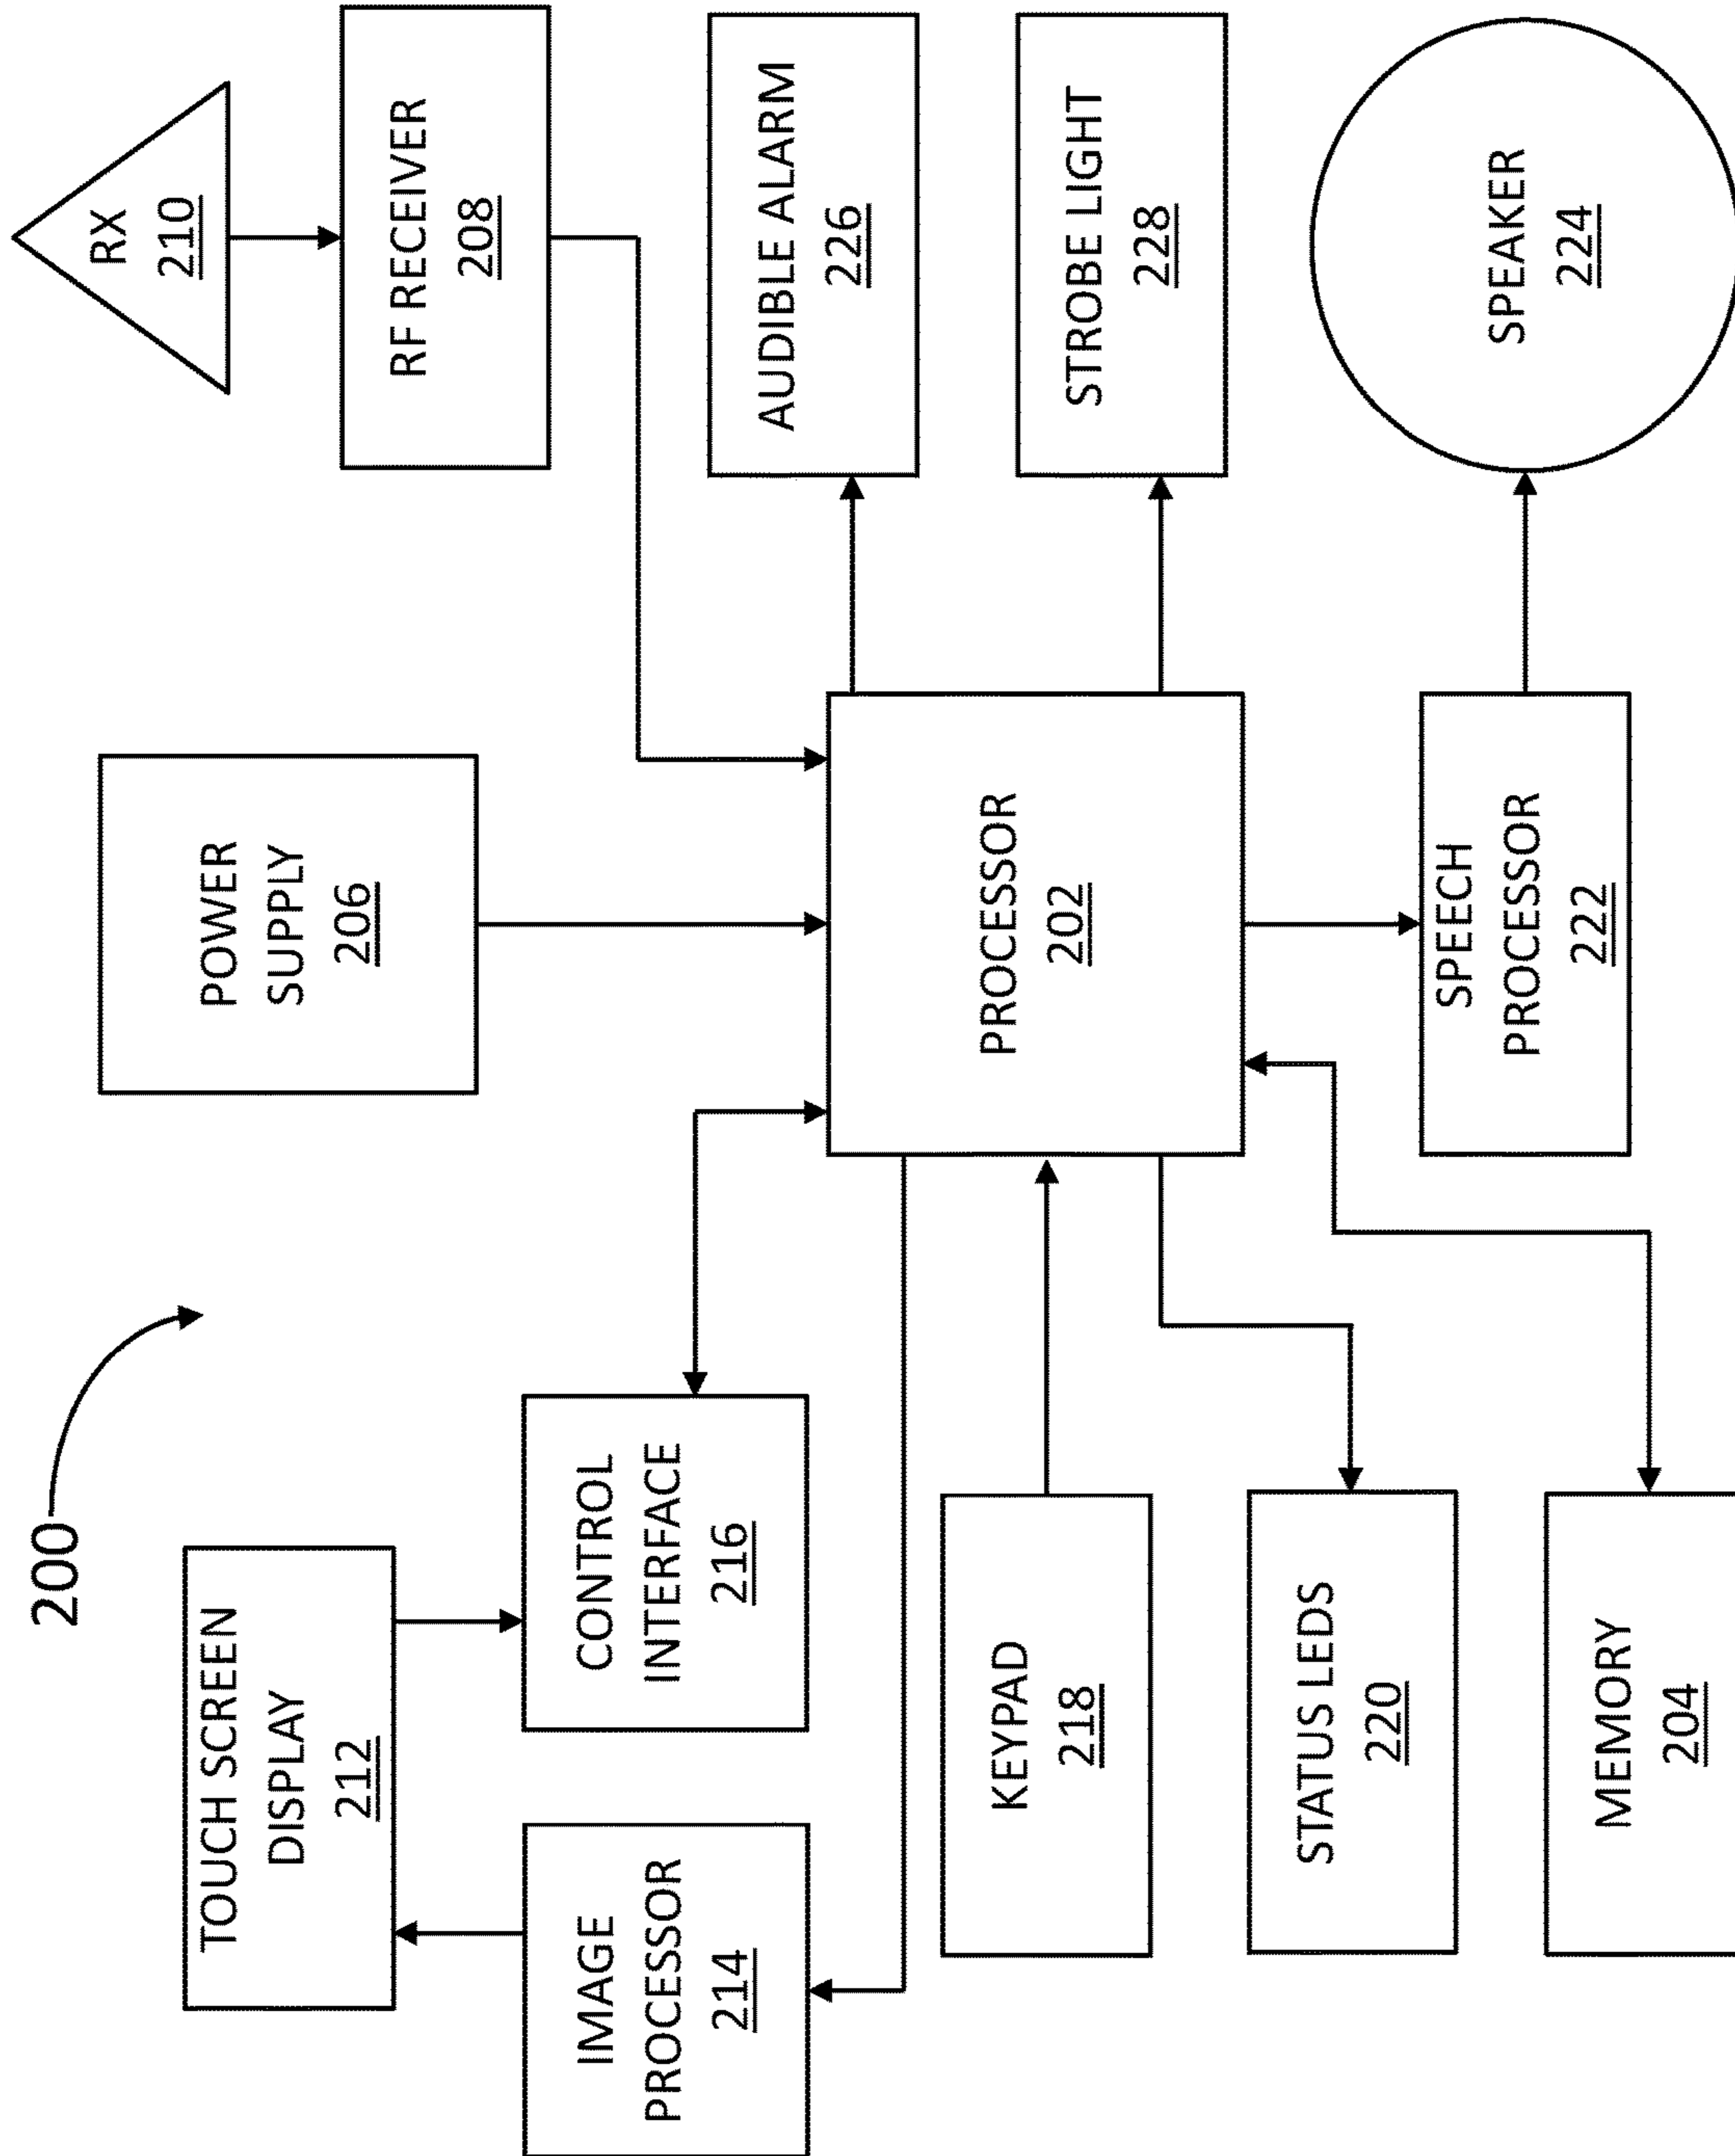 200
TOUCH SCREEN
DISPLAY
212
IMAGE
PROCESSOR
214
CONTROL
INTERFACE
216
KEYPAD
218
STATUS LEDS
220
MEMORY
204
POWER
SUPPLY
206
PROCESSOR
202
SPEECH
PROCESSOR
222
RX
210
RF RECEIVER
208
AUDIBLE ALARM
226
STROBE LIGHT
228
SPEAKER
224